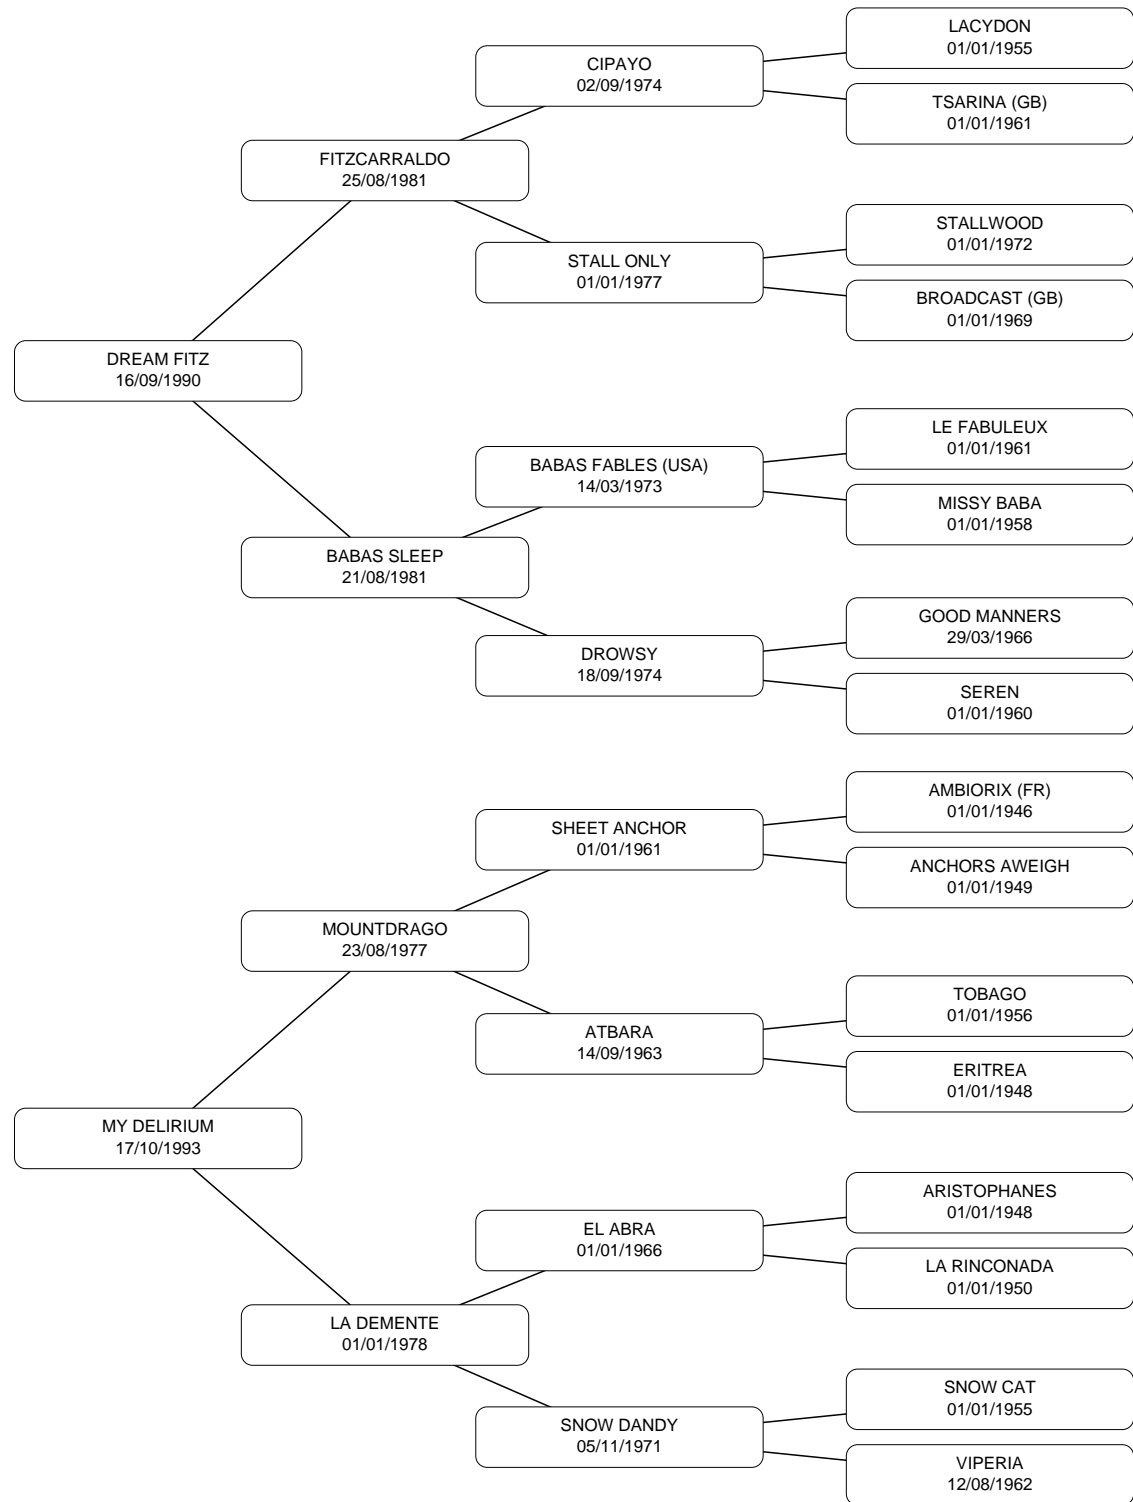 LACYDON
01/01/1955
CIPAYO
02/09/1974
TSARINA (GB)
01/01/1961
FITZCARRALDO
25/08/1981
STALLWOOD
01/01/1972
STALL ONLY
01/01/1977
BROADCAST (GB)
01/01/1969
DREAM FITZ
16/09/1990
LE FABULEUX
01/01/1961
BABAS FABLES (USA)
14/03/1973
MISSY BABA
01/01/1958
BABAS SLEEP
21/08/1981
GOOD MANNERS
29/03/1966
DROWSY
18/09/1974
SEREN
01/01/1960
AMBIORIX (FR)
01/01/1946
SHEET ANCHOR
01/01/1961
ANCHORS AWEIGH
01/01/1949
MOUNTDRAGO
23/08/1977
TOBAGO
01/01/1956
ATBARA
14/09/1963
ERITREA
01/01/1948
MY DELIRIUM
17/10/1993
ARISTOPHANES
01/01/1948
EL ABRA
01/01/1966
LA RINCONADA
01/01/1950
LA DEMENTE
01/01/1978
SNOW CAT
01/01/1955
SNOW DANDY
05/11/1971
VIPERIA
12/08/1962